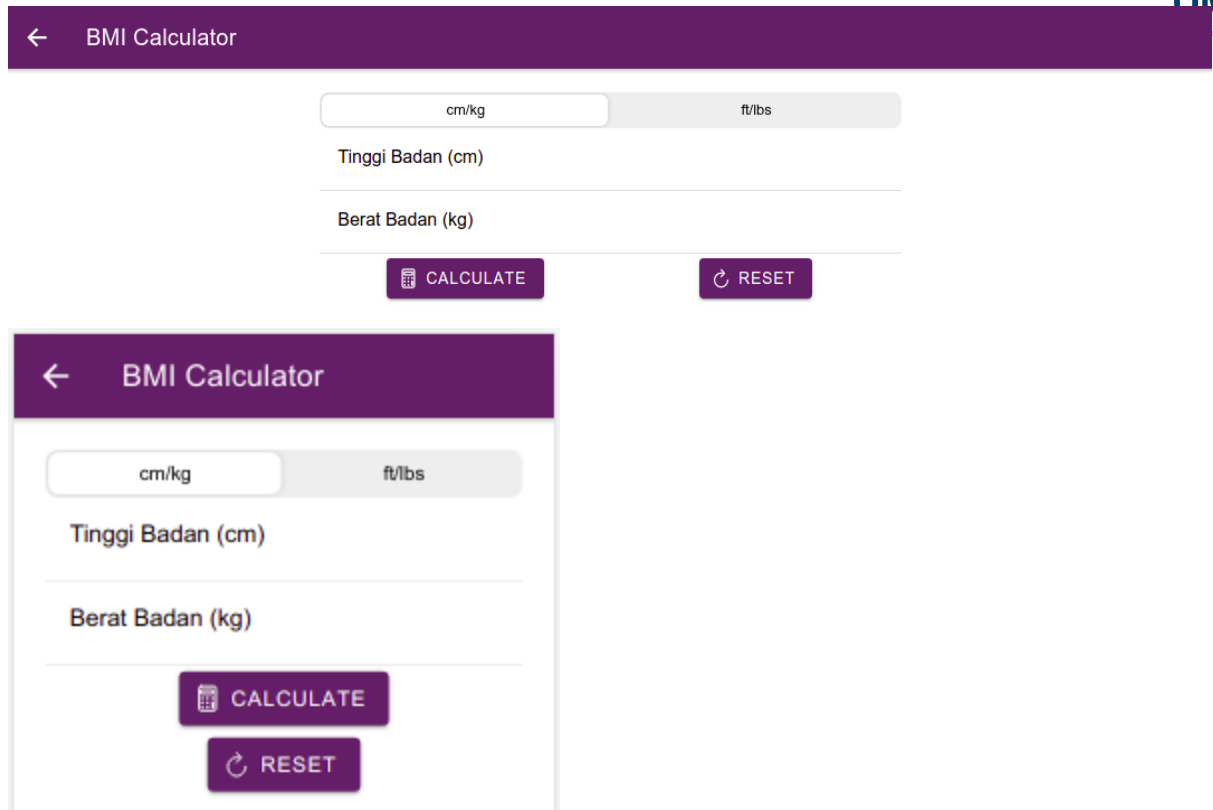 BMI Calculator
cm/kg ft/lbs
Tinggi Badan (cm)
Berat Badan (kg)
CALCULATE RESET
BMI Calculator
cm/kg ft/lbs
Tinggi Badan (cm)
Berat Badan (kg)
CALCULATE
RESET